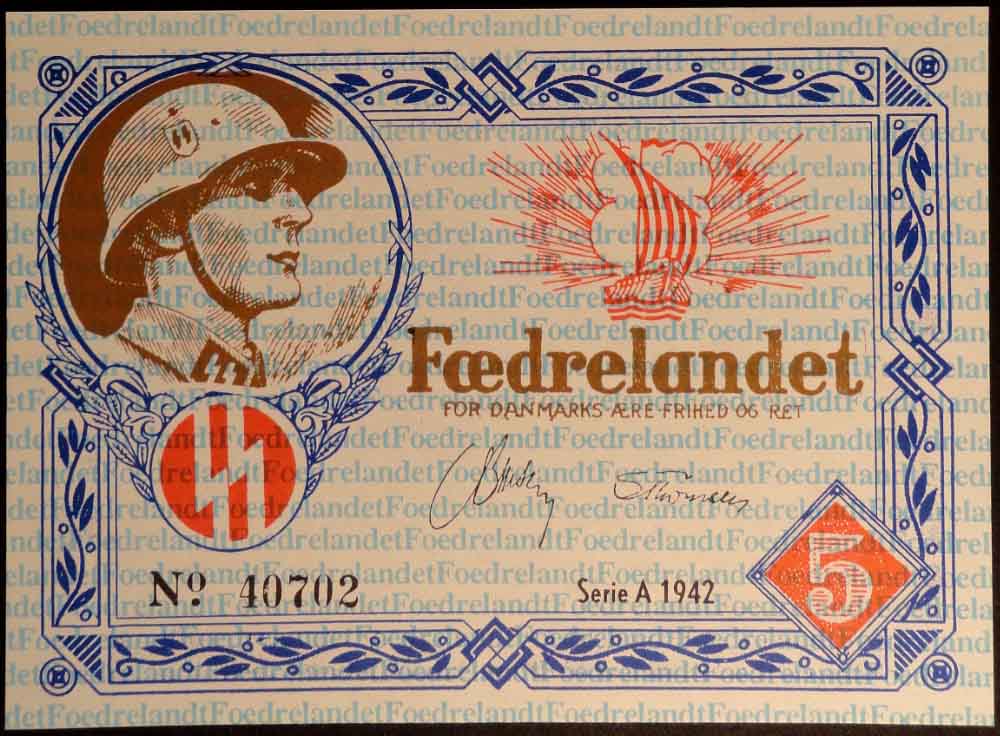 Fœdrelandet
FOR DANMARKS ÆRE-FRIHED OG RET
Nº 40702
Serie A 1942
5